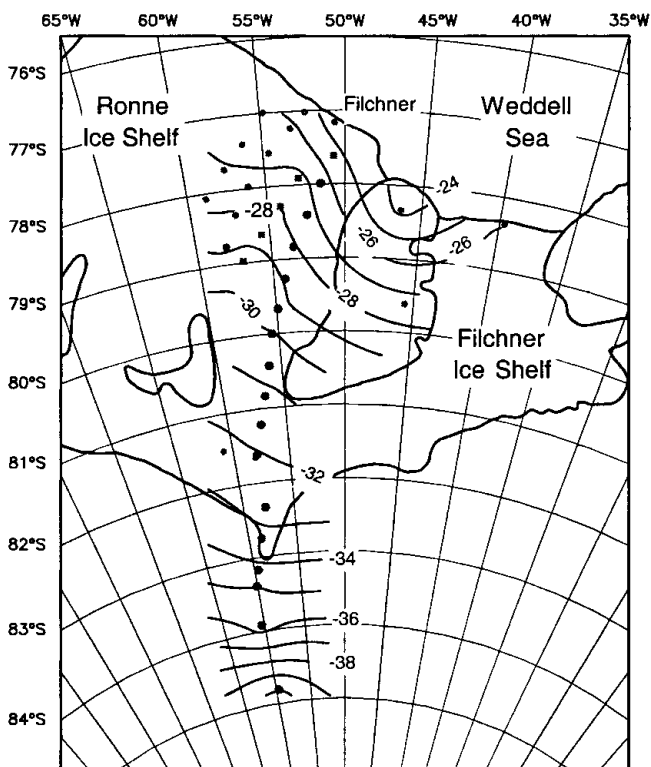 65°W 60°W 55°W 50°W 45°W 40°W 35°W
76°S
Ronne
Ice Shelf
Filchner
Weddell
Sea
77°S
-24
78°S
-28
-26
-26
79°S
-30
-28
Filchner
Ice Shelf
80°S
81°S
-32
82°S
-34
83°S
-36
-38
84°S